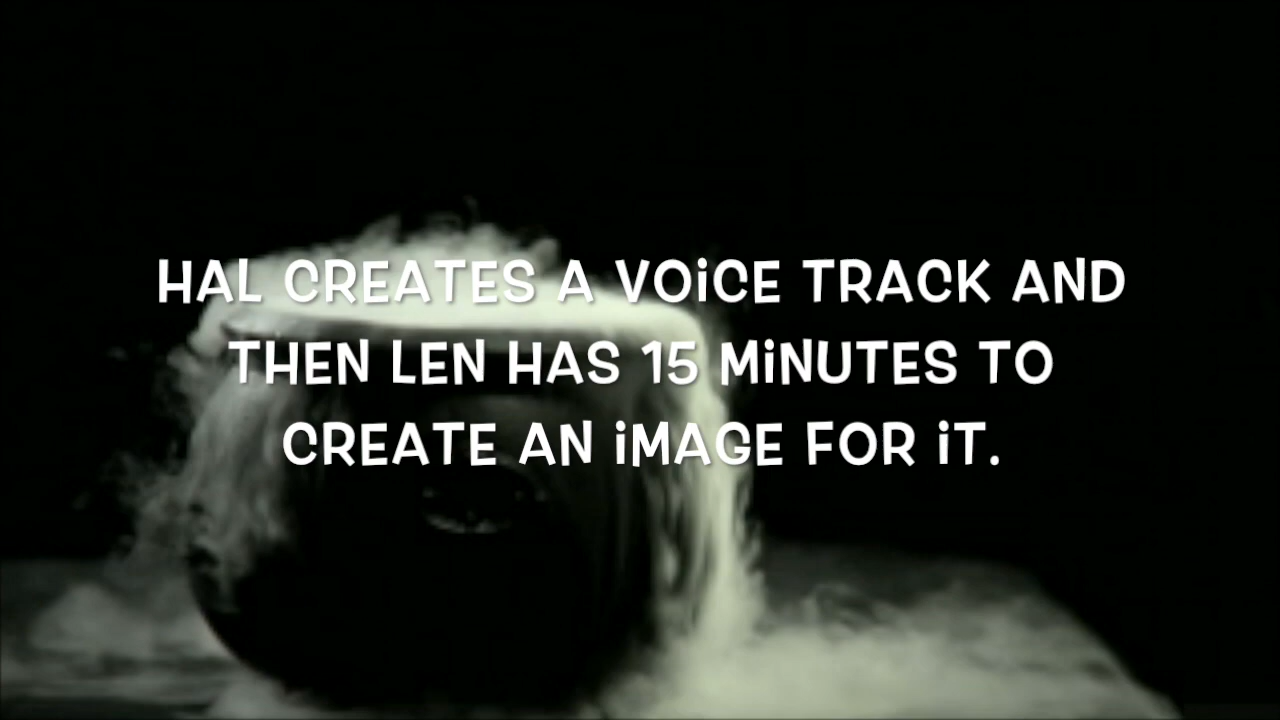 HAL CREATES A VOiCE TRACK AND
THEN LEN HAS 15 MiNUTES TO
CREATE AN iMAGE FOR iT.